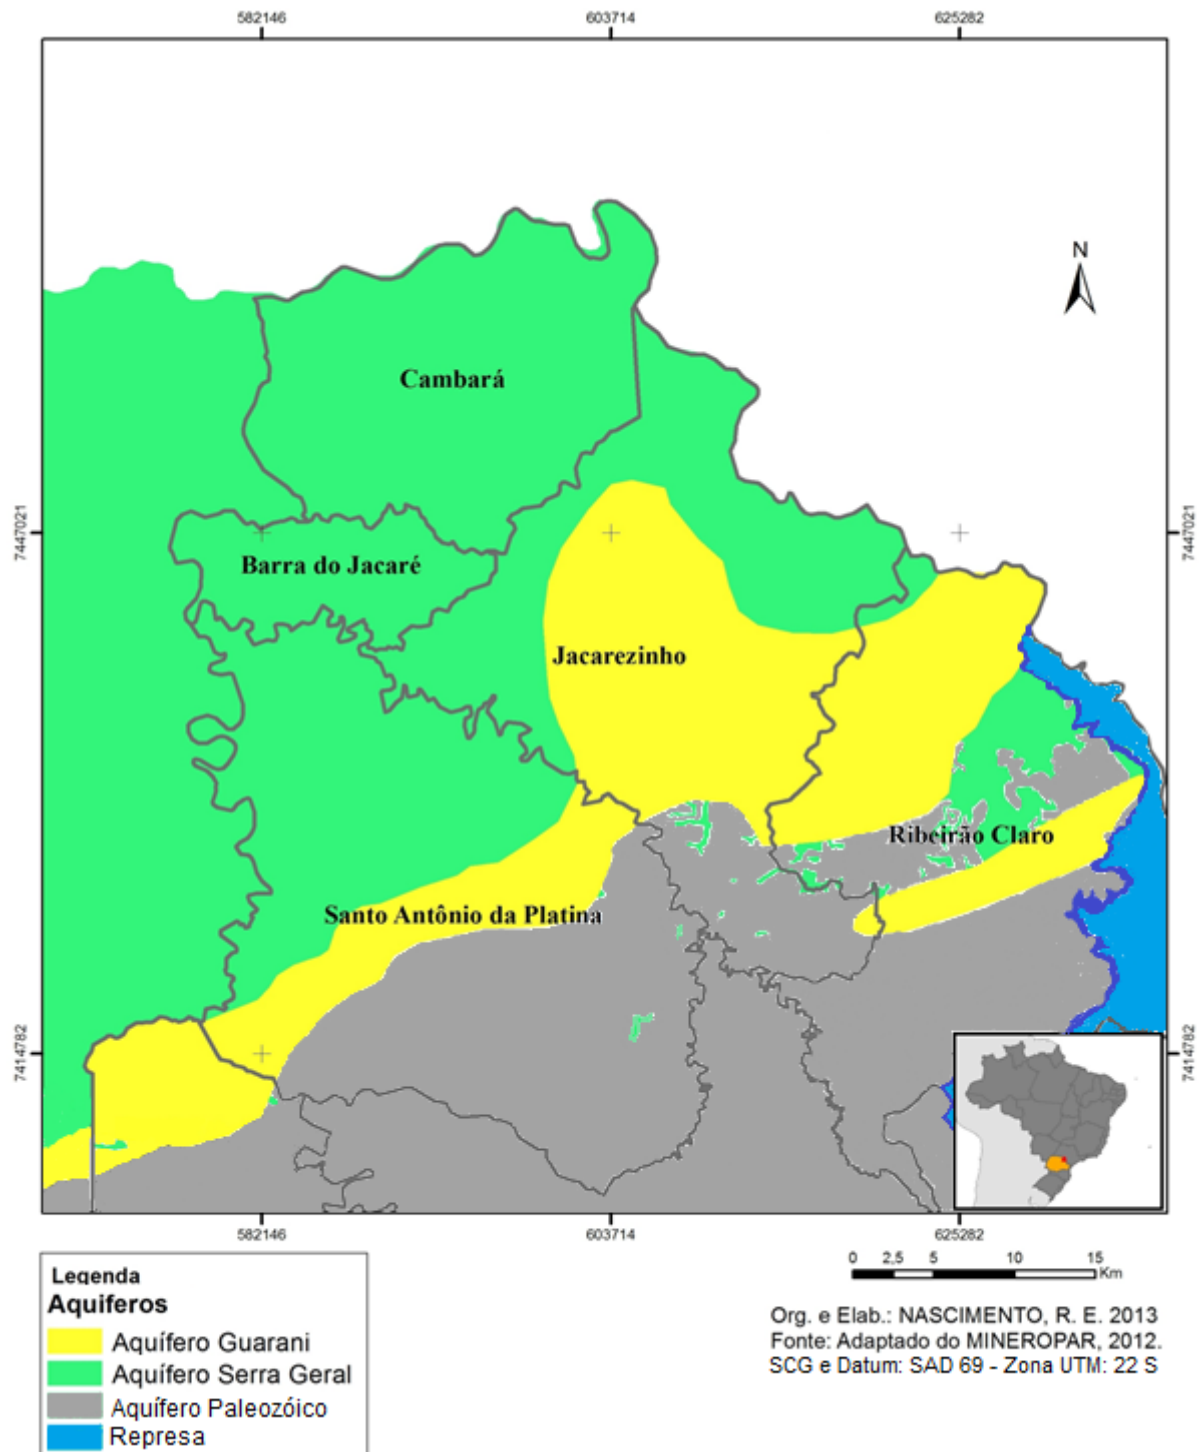 582146
603714
625282
N
Cambará
7447021
7447021
Barra do Jacaré
Jacarezinho
Ribeirão Claro
Santo Antônio da Platina
7414782
7414782
582146
603714
625282
Legenda
Aquiferos
Aquífero Guarani
Aquífero Serra Geral
Aquífero Paleozóico
Represa
0 2,5 5 10 15
Km
Org. e Elab.: NASCIMENTO, R. E. 2013
Fonte: Adaptado do MINEROPAR, 2012.
SCG e Datum: SAD 69 - Zona UTM: 22 S